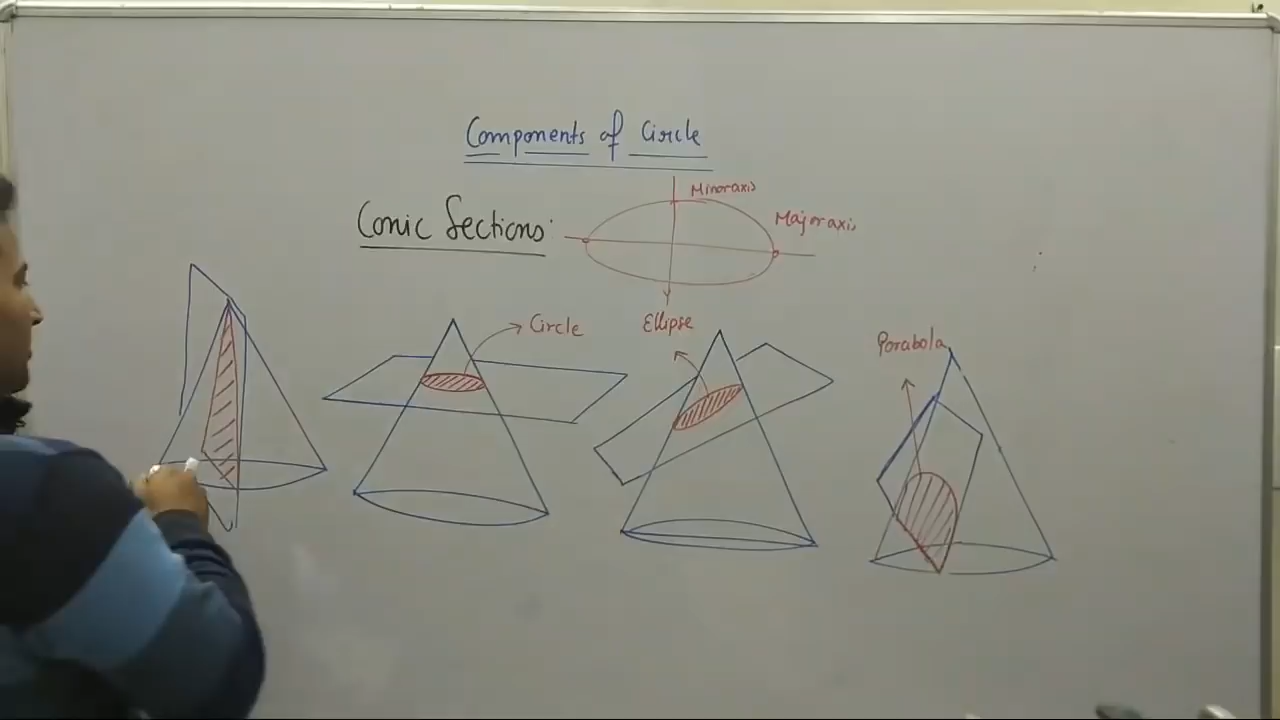 Components of Circle
Conic Sections:
Minor axis
Major axis
Circle
Ellipse
Parabola